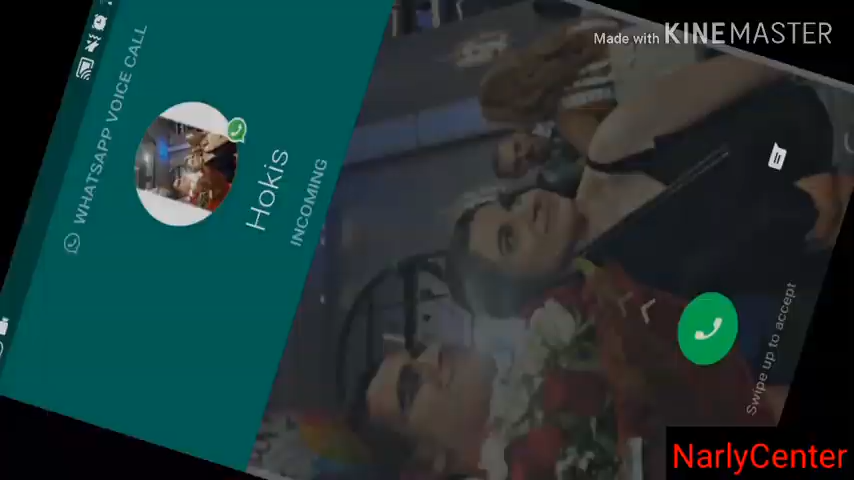 Made with KINEMASTER
WHATSAPP VOICE CALL
Hokis
INCOMING
Swipe up to accept
NarlyCenter